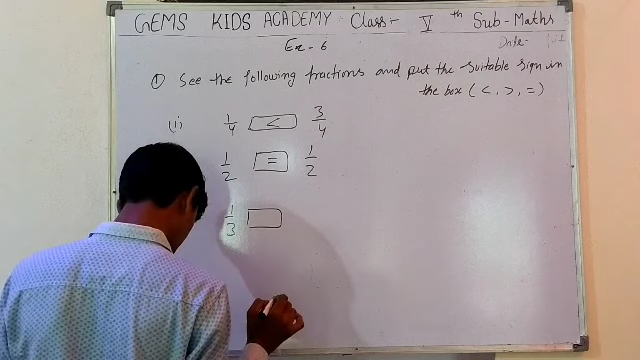 GEMS KIDS ACADEMY Class:- V th Sub-Maths
Ex-6 Date-
① See the following fractions and put the suitable sign in
the box ( <, >, = )
(i) 1/4 < 3/4
1/2 = 1/2
1/3